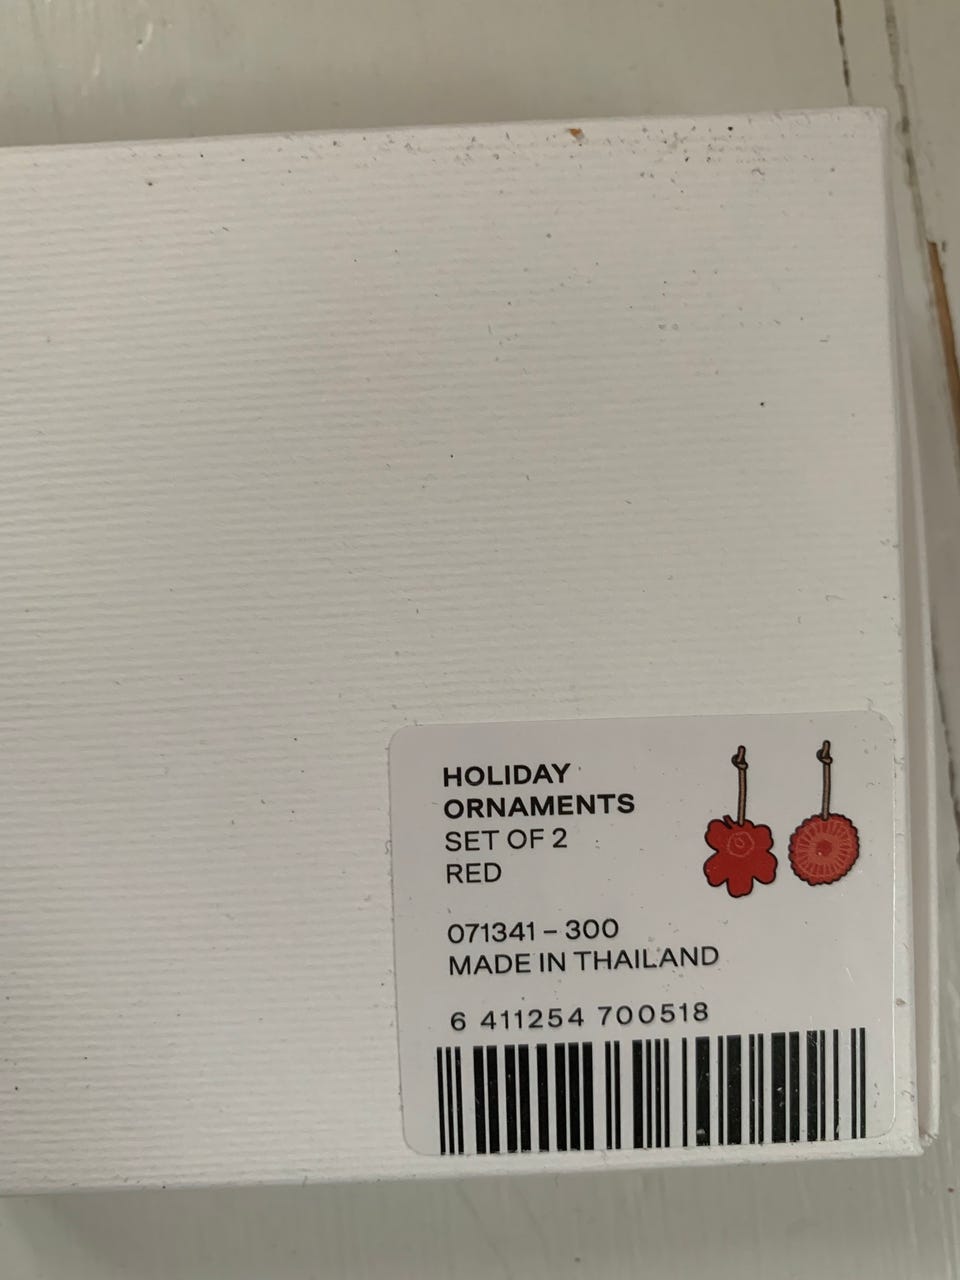 HOLIDAY
ORNAMENTS
SET OF 2
RED
071341 – 300
MADE IN THAILAND
6 411254 700518